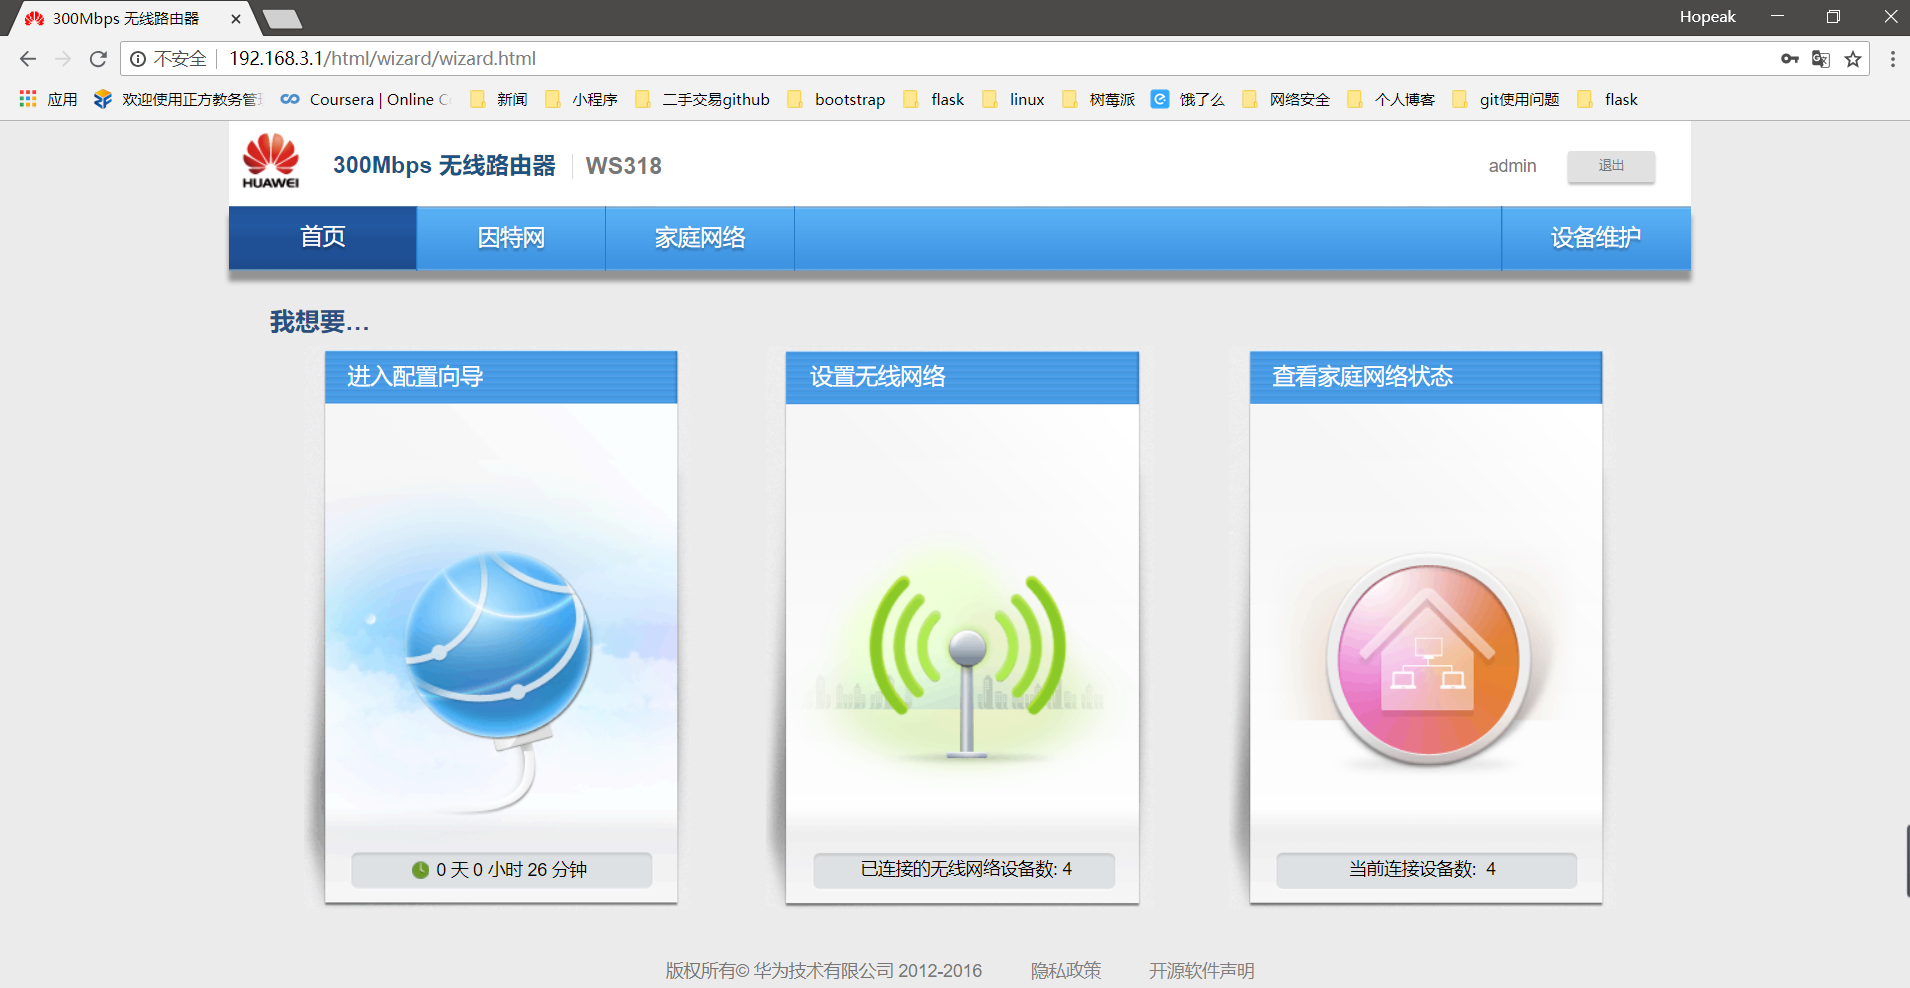 300Mbps 无线路由器
Hopeak
不安全 192.168.3.1/html/wizard/wizard.html
应用 欢迎使用正方教务管 Coursera | Online 新闻 小程序 二手交易github bootstrap flask linux 树莓派 饿了么 网络安全 个人博客 git使用问题 flask
HUAWEI
300Mbps 无线路由器 WS318 admin 退出
首页 因特网 家庭网络 设备维护
我想要...
进入配置向导 设置无线网络 查看家庭网络状态
0 天 0 小时 26 分钟 已连接的无线网络设备数: 4 当前连接设备数: 4
版权所有© 华为技术有限公司 2012-2016 隐私政策 开源软件声明